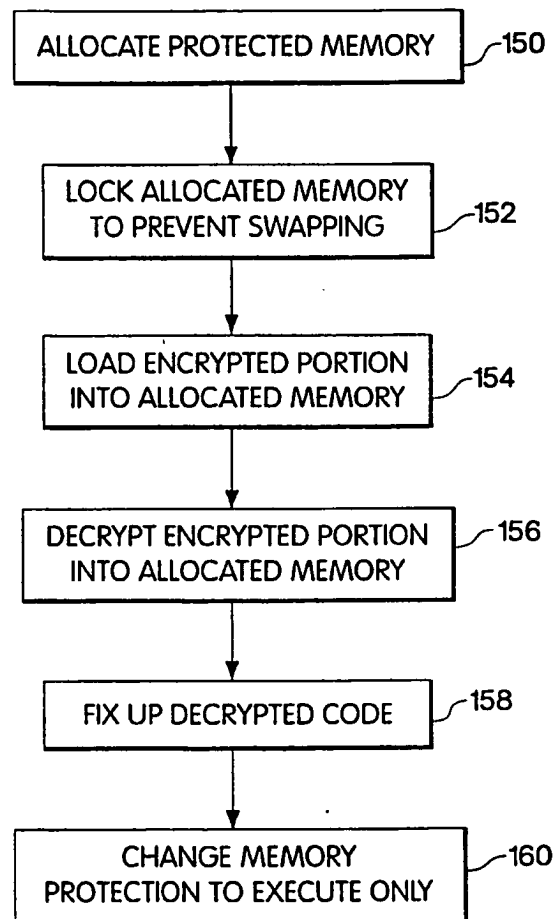 ALLOCATE PROTECTED MEMORY
150
LOCK ALLOCATED MEMORY
TO PREVENT SWAPPING
152
LOAD ENCRYPTED PORTION
INTO ALLOCATED MEMORY
154
DECRYPT ENCRYPTED PORTION
INTO ALLOCATED MEMORY
156
FIX UP DECRYPTED CODE
158
CHANGE MEMORY
PROTECTION TO EXECUTE ONLY
160